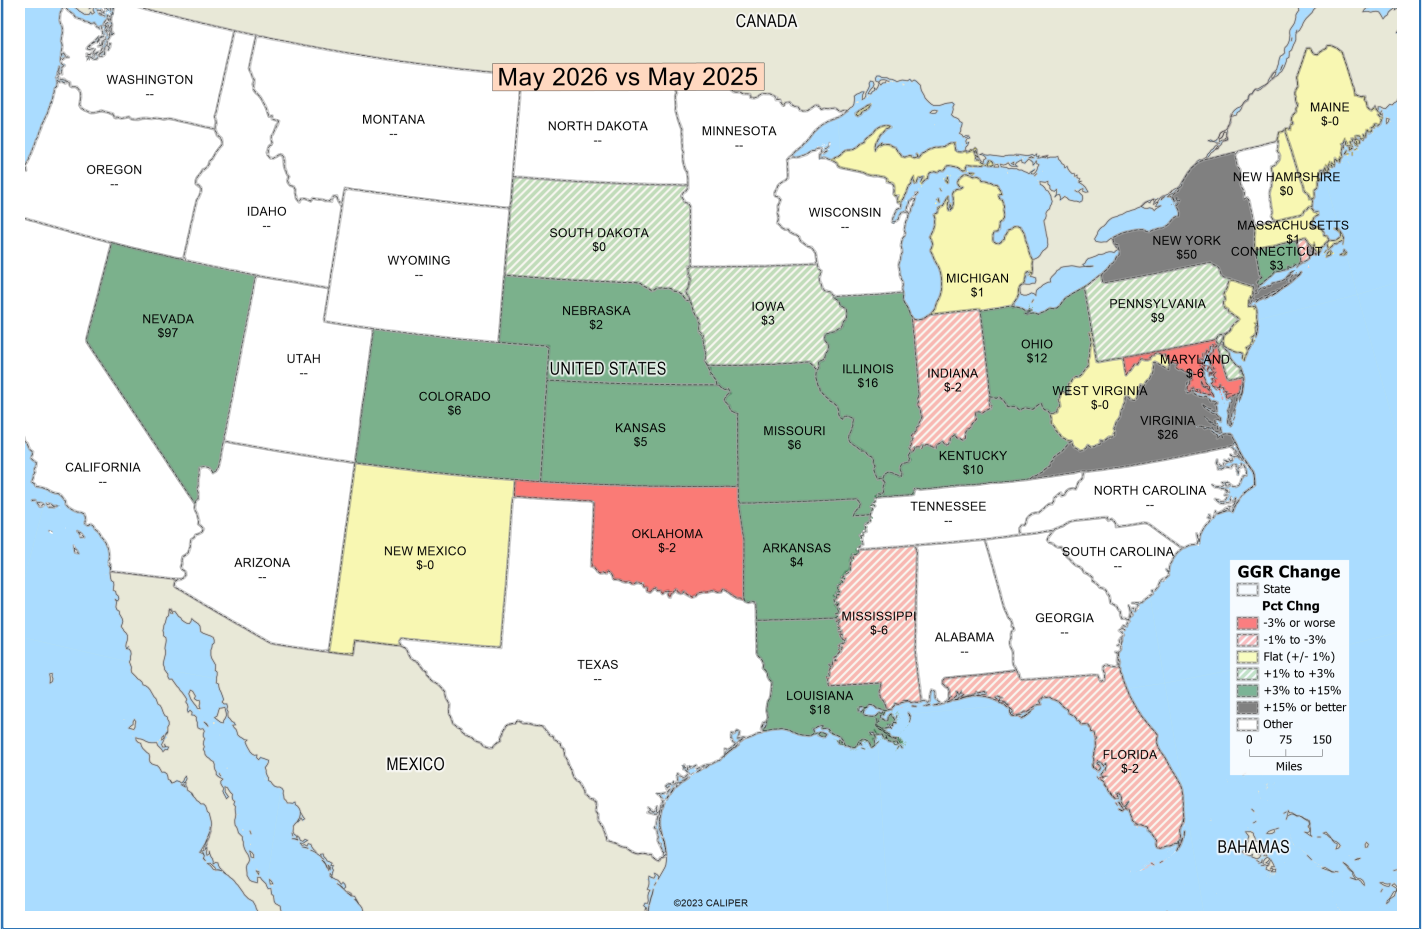 CANADA
May 2026 vs May 2025
WASHINGTON
--
MONTANA
--
NORTH DAKOTA
--
MINNESOTA
--
MAINE
$-0
OREGON
--
IDAHO
--
WYOMING
--
SOUTH DAKOTA
$0
WISCONSIN
--
NEW HAMPSHIRE
$0
MASSACHUSETTS
$1
NEW YORK
$50
CONNECTICUT
$3
MICHIGAN
$1
NEVADA
$97
UTAH
--
NEBRASKA
$2
IOWA
$3
PENNSYLVANIA
$9
UNITED STATES
ILLINOIS
$16
INDIANA
$-2
OHIO
$12
MARYLAND
$-6
WEST VIRGINIA
$-0
COLORADO
$6
KANSAS
$5
MISSOURI
$6
KENTUCKY
$10
VIRGINIA
$26
CALIFORNIA
--
ARIZONA
--
NEW MEXICO
$-0
OKLAHOMA
$-2
ARKANSAS
$4
TENNESSEE
--
NORTH CAROLINA
--
SOUTH CAROLINA
--
MISSISSIPPI
$-6
ALABAMA
--
GEORGIA
--
TEXAS
--
LOUISIANA
$18
FLORIDA
$-2
MEXICO
BAHAMAS
GGR Change
State
Pct Chng
-3% or worse
-1% to -3%
Flat (+/- 1%)
+1% to +3%
+3% to +15%
+15% or better
Other
0 75 150
Miles
©2023 CALIPER